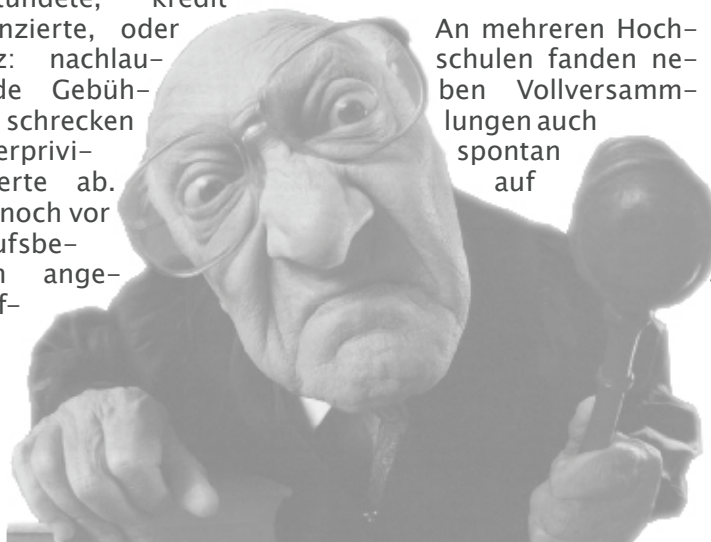 kredit
nzierte, oder
z: nachlau–
de Gebüh–
schrecken
erprivi–
erte ab.
noch vor
ufsbe–
ange–
f–
An mehreren Hoch–
schulen fanden ne–
ben Vollversamm–
lungen auch
spontan
auf